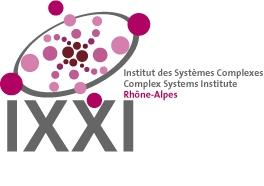 Institut des Systèmes Complexes
Complex Systems Institute
Rhône-Alpes
IXXI